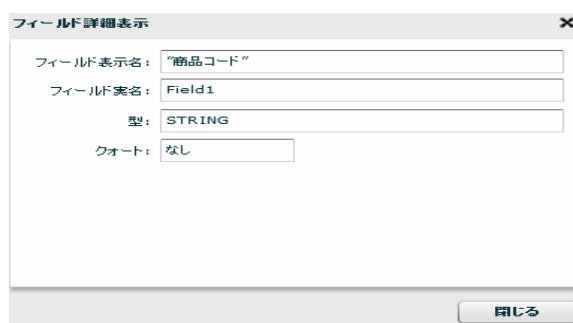 フィールド詳細表示
フィールド表示名： "商品コード"
フィールド実名： Field1
型： STRING
クォート： なし
閉じる